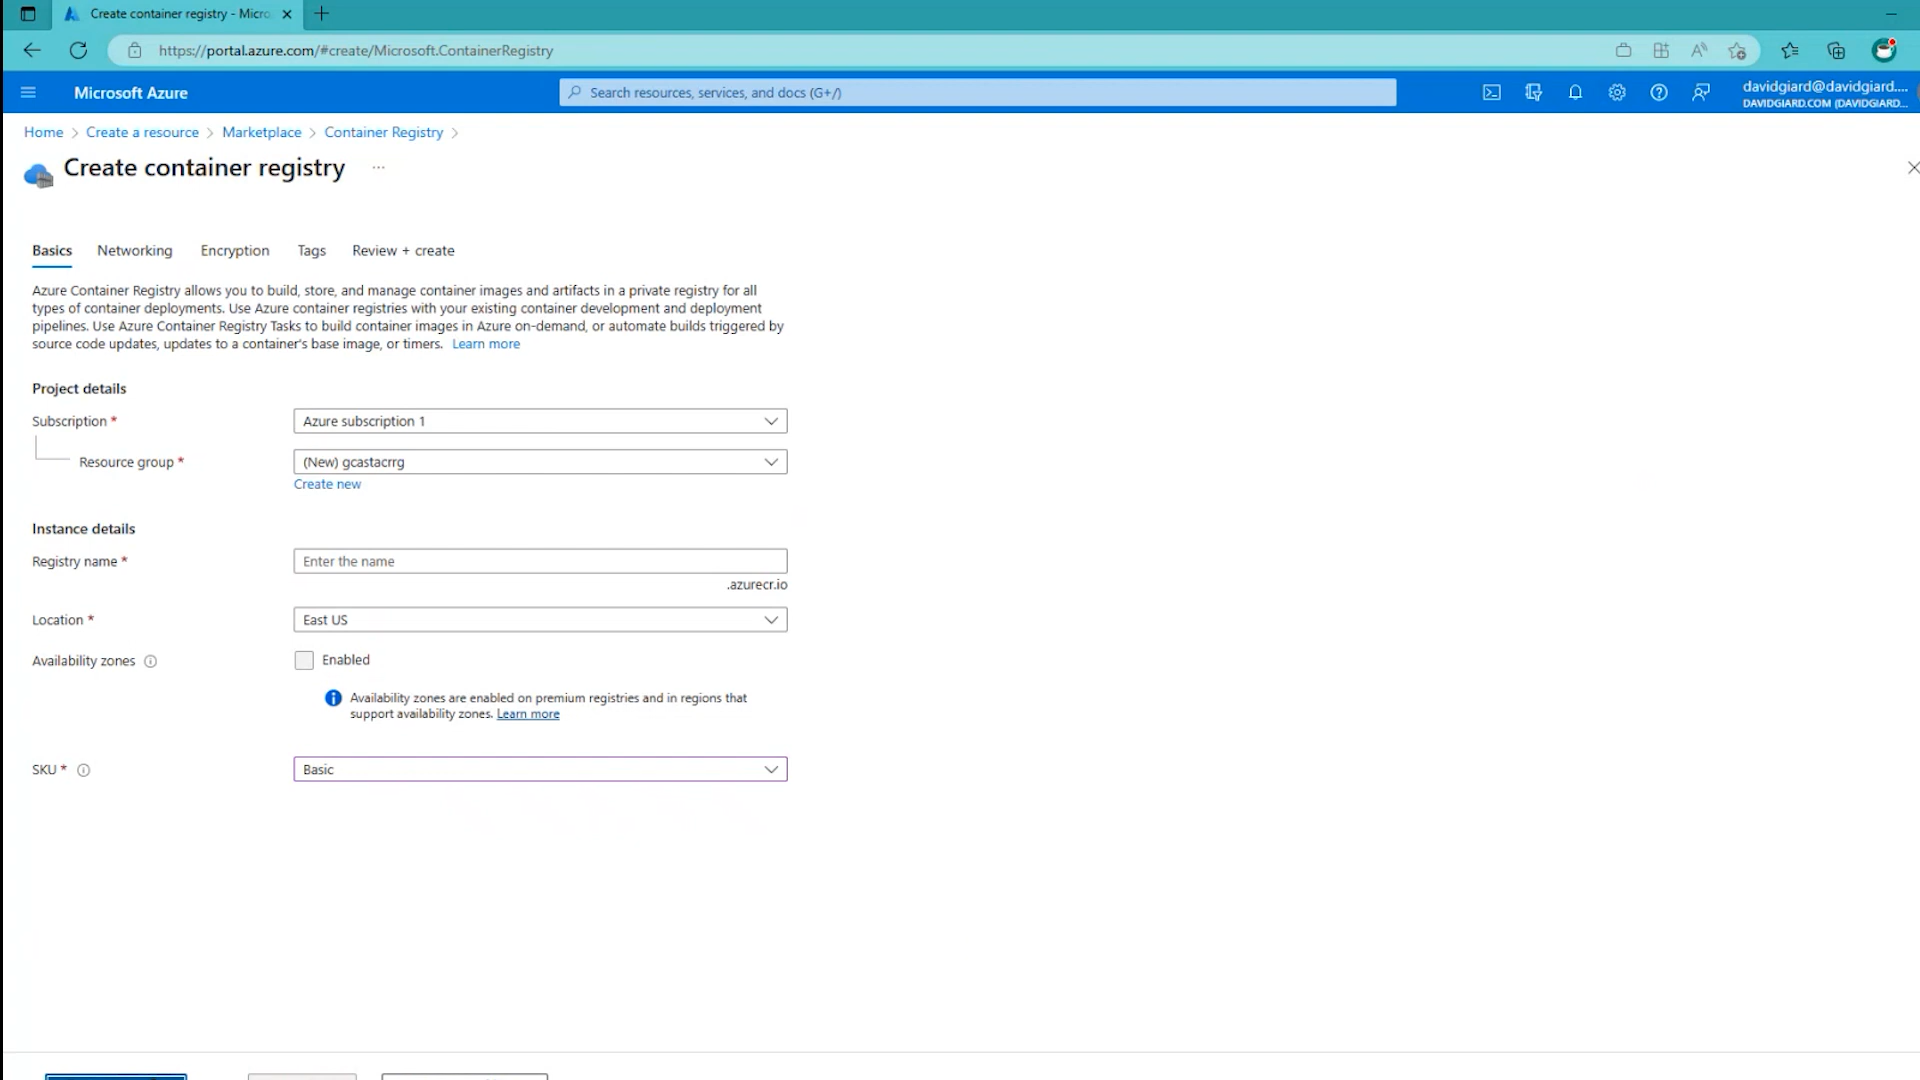 Create container registry - Micro
https://portal.azure.com/#create/Microsoft.ContainerRegistry
Microsoft Azure
Search resources, services, and docs (G+/)
davidgiard@davidgiard....
DAVIDGIARD.COM (DAVIDGIARD...
Home > Create a resource > Marketplace > Container Registry >
Create container registry ...
Basics Networking Encryption Tags Review + create
Azure Container Registry allows you to build, store, and manage container images and artifacts in a private registry for all
types of container deployments. Use Azure container registries with your existing container development and deployment
pipelines. Use Azure Container Registry Tasks to build container images in Azure on-demand, or automate builds triggered by
source code updates, updates to a container's base image, or timers. Learn more
Project details
Subscription *
Azure subscription 1
Resource group *
(New) gcastacrrg
Create new
Instance details
Registry name *
Enter the name
.azurecr.io
Location *
East US
Availability zones
Enabled
Availability zones are enabled on premium registries and in regions that
support availability zones. Learn more
SKU *
Basic